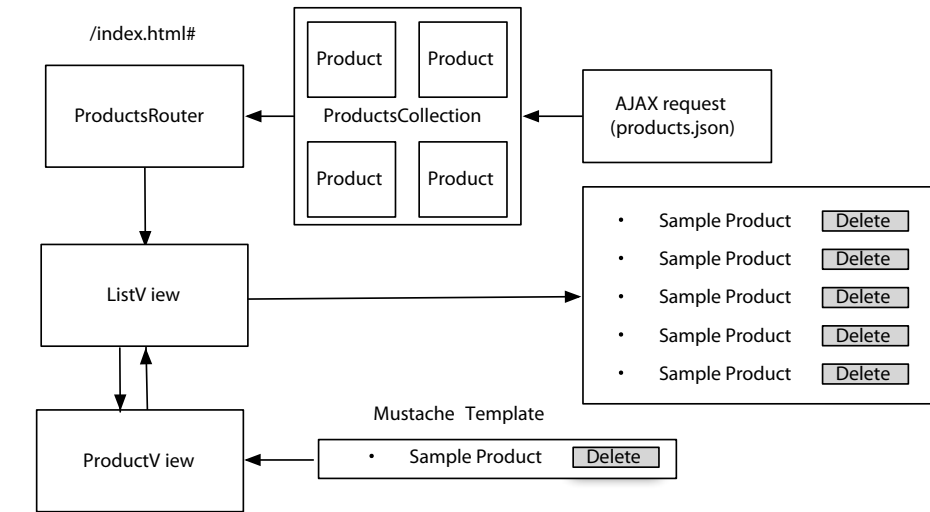 /index.html#
Product Product
ProductsRouter
ProductsCollection
AJAX request
(products.json)
Product Product
• Sample Product Delete
• Sample Product Delete
• Sample Product Delete
• Sample Product Delete
• Sample Product Delete
ListV iew
Mustache Template
• Sample Product Delete
ProductV iew